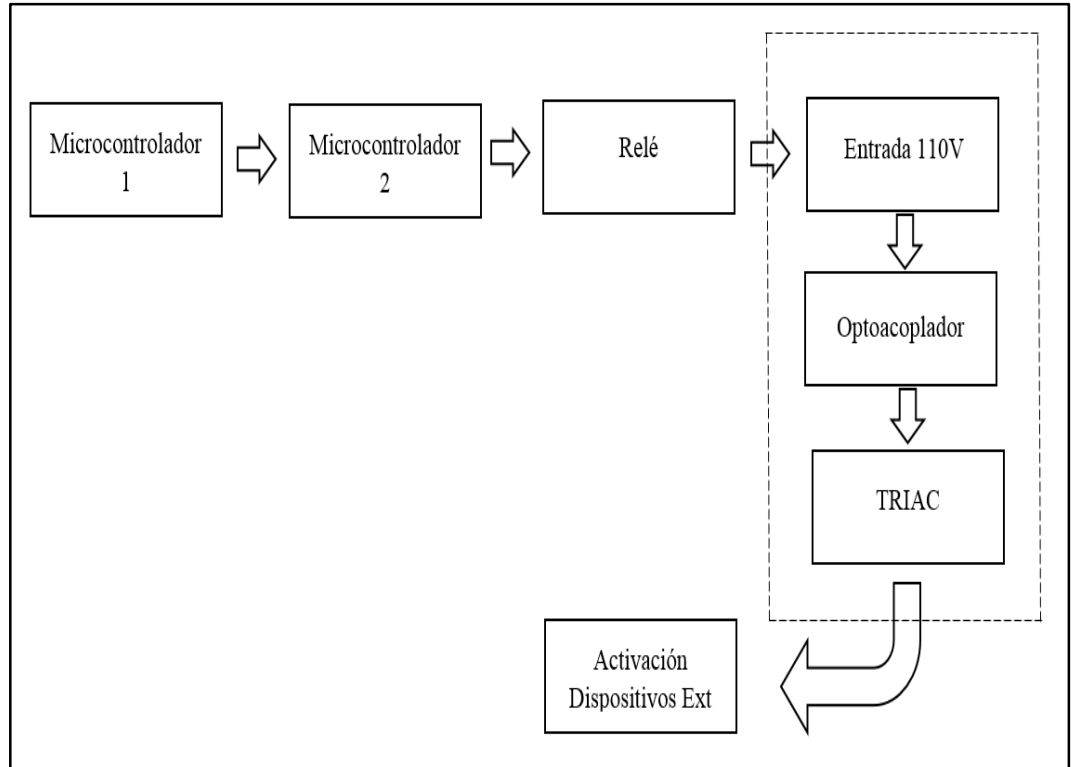 Microcontrolador
1
Microcontrolador
2
Relé
Entrada 110V
Optoacoplador
TRIAC
Activación
Dispositivos Ext